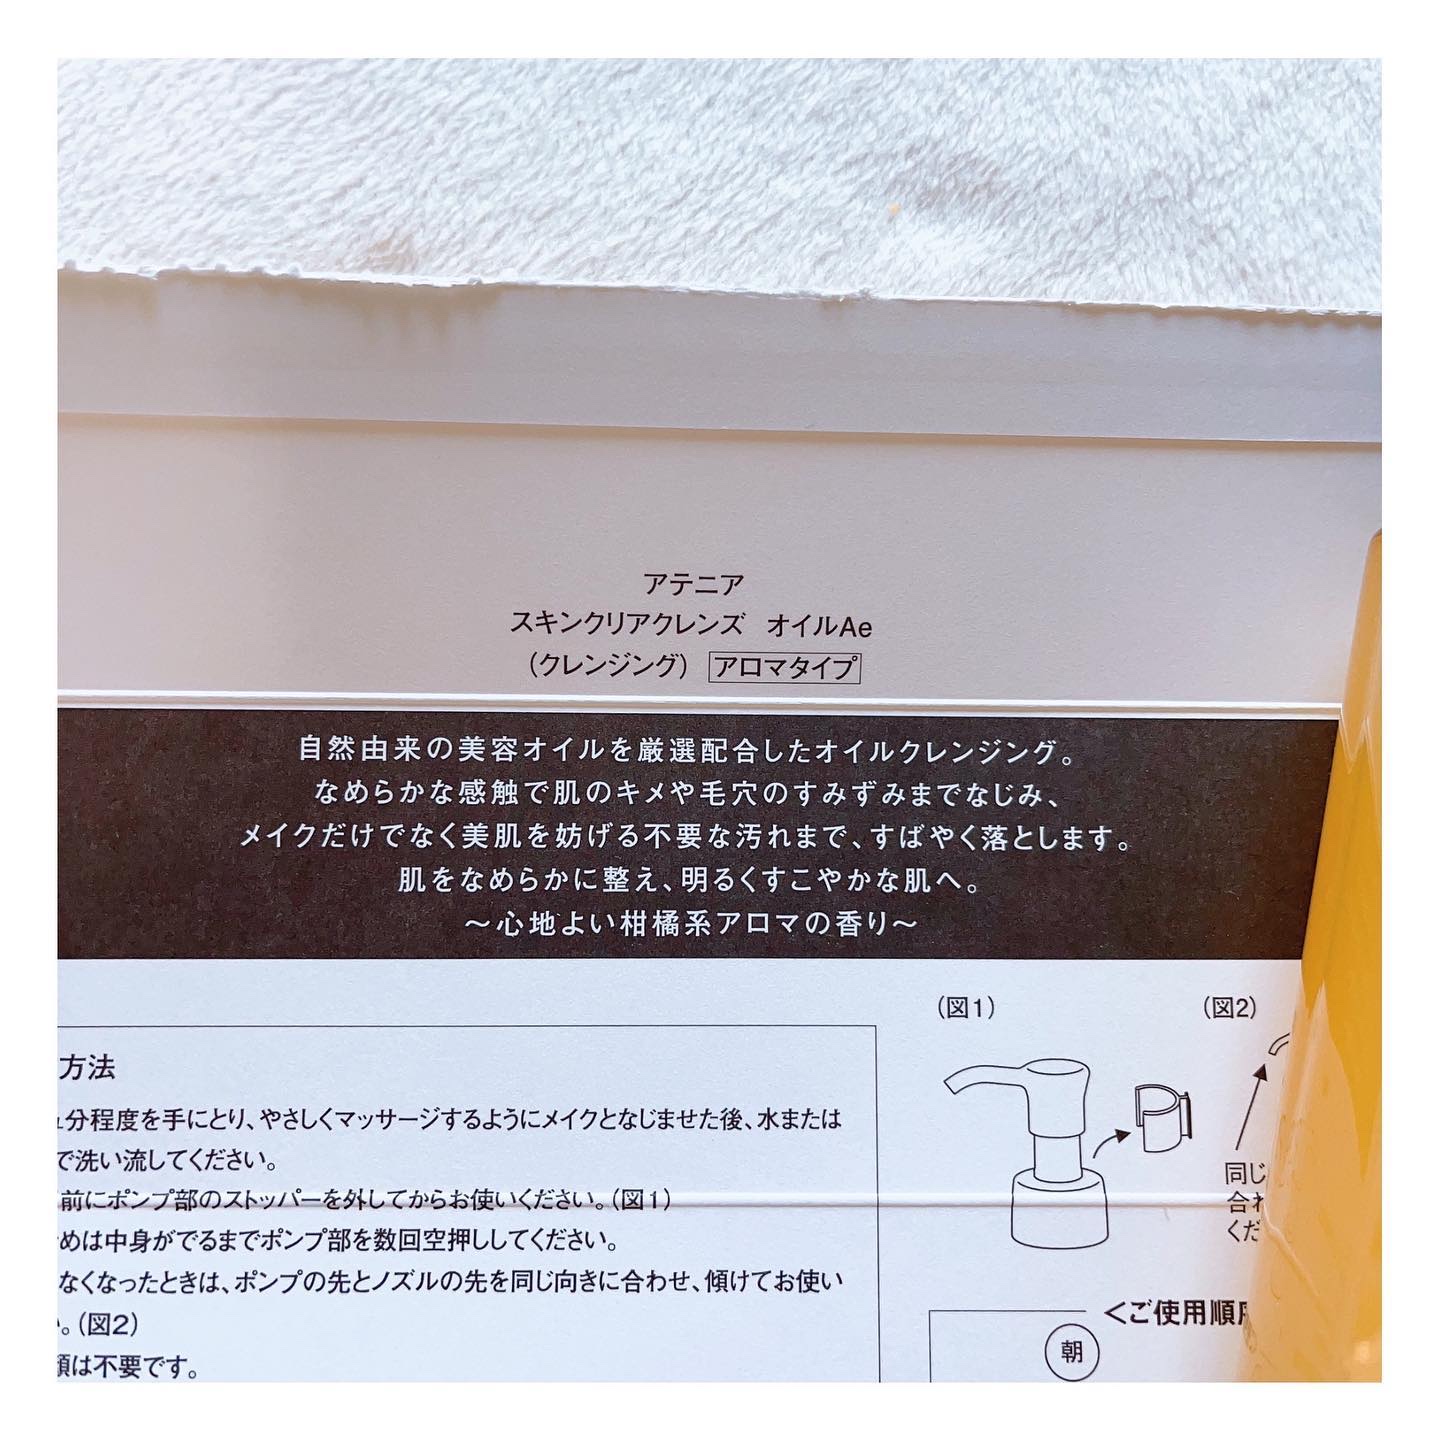 アテニア
スキンクリアクレンズ オイルAe
(クレンジング) アロマタイプ
自然由来の美容オイルを厳選配合したオイルクレンジング。
なめらかな感触で肌のキメや毛穴のすみずみまでなじみ、
メイクだけでなく美肌を妨げる不要な汚れまで、すばやく落とします。
肌をなめらかに整え、明るくすこやかな肌へ。
〜心地よい柑橘系アロマの香り〜
方法
分程度を手にとり、やさしくマッサージするようにメイクとなじませた後、水または
で洗い流してください。
前にポンプ部のストッパーを外してからお使いください。(図1)
めは中身がでるまでポンプ部を数回空押ししてください。
なくなったときは、ポンプの先とノズルの先を同じ向きに合わせ、傾けてお使い
。(図2)
顔は不要です。
(図1)
(図2)
同じ
合わ
くだ
<ご使用順序
朝